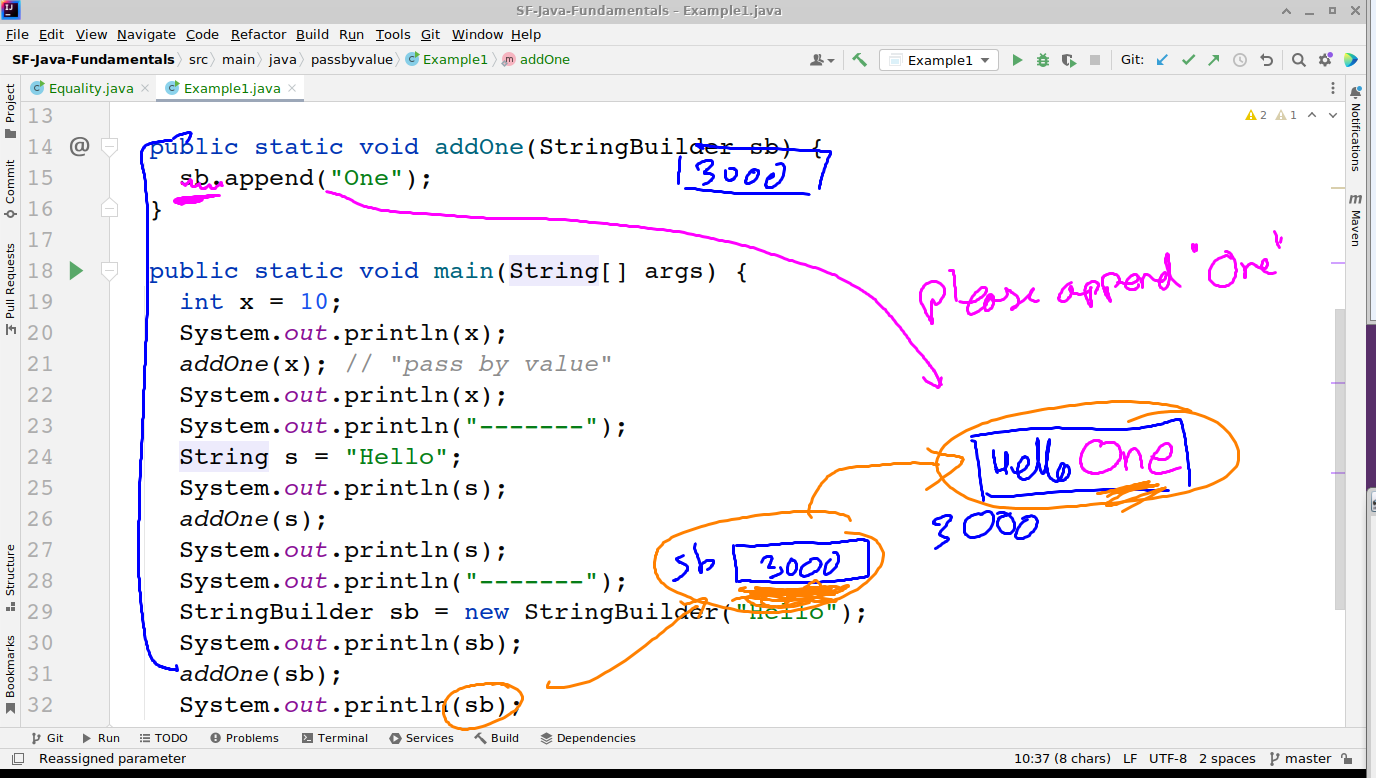 SF-Java-Fundamentals – Example1.java
File Edit View Navigate Code Refactor Build Run Tools Git Window Help
SF-Java-Fundamentals src main java passbyvalue Example1 addOne Example1 Git:
Equality.java Example1.java
Project
Commit
Pull Requests
Structure
Bookmarks
Notifications
Maven
2 1
13
14 @ public static void addOne(StringBuilder sb) {
3000
15 sb.append("One");
16 }
17
18 public static void main(String[] args) {
19 int x = 10;
20 System.out.println(x);
21 addOne(x); // "pass by value"
22 System.out.println(x);
23 System.out.println("-------");
24 String s = "Hello";
25 System.out.println(s);
26 addOne(s);
27 System.out.println(s);
28 System.out.println("-------");
29 StringBuilder sb = new StringBuilder("Hello");
30 System.out.println(sb);
31 addOne(sb);
32 System.out.println(sb);
Please append "One"
Hello One
3000
sb 3000
Git Run TODO Problems Terminal Services Build Dependencies
Reassigned parameter 10:37 (8 chars) LF UTF-8 2 spaces master